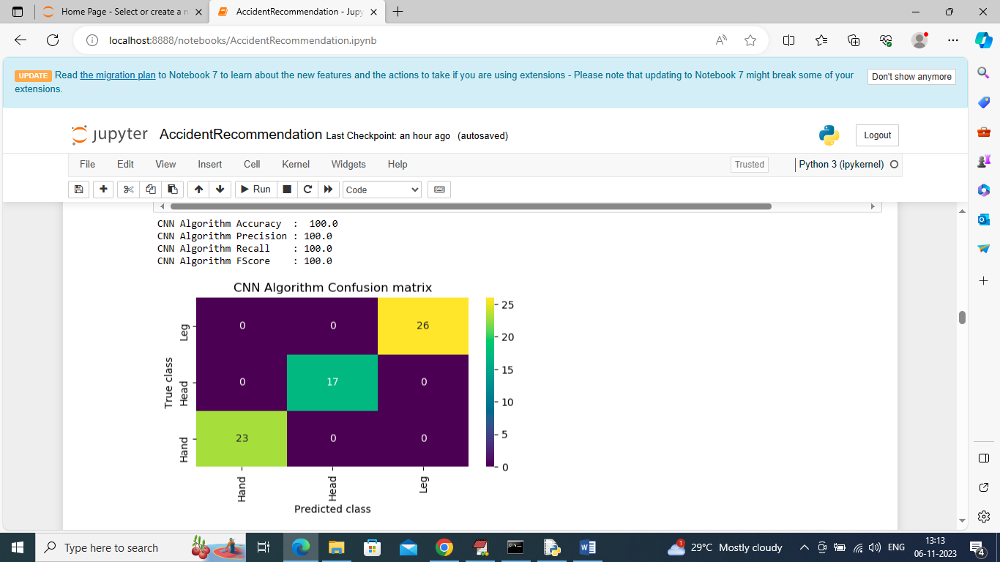 Home Page - Select or create a n
AccidentRecommendation - Jupy
localhost:8888/notebooks/AccidentRecommendation.ipynb
UPDATE Read the migration plan to Notebook 7 to learn about the new features and the actions to take if you are using extensions - Please note that updating to Notebook 7 might break some of your
extensions.
Don't show anymore
jupyter AccidentRecommendation Last Checkpoint: an hour ago (autosaved)
Logout
File Edit View Insert Cell Kernel Widgets Help
Trusted
Python 3 (ipykernel)
Run
Code
CNN Algorithm Accuracy : 100.0
CNN Algorithm Precision : 100.0
CNN Algorithm Recall : 100.0
CNN Algorithm FScore : 100.0
CNN Algorithm Confusion matrix
True class
Leg
0 0 26
Head
0 17 0
Hand
23 0 0
Hand Head Leg
Predicted class
25
20
15
10
5
0
Type here to search
1
29°C Mostly cloudy
ENG
13:13
06-11-2023
4